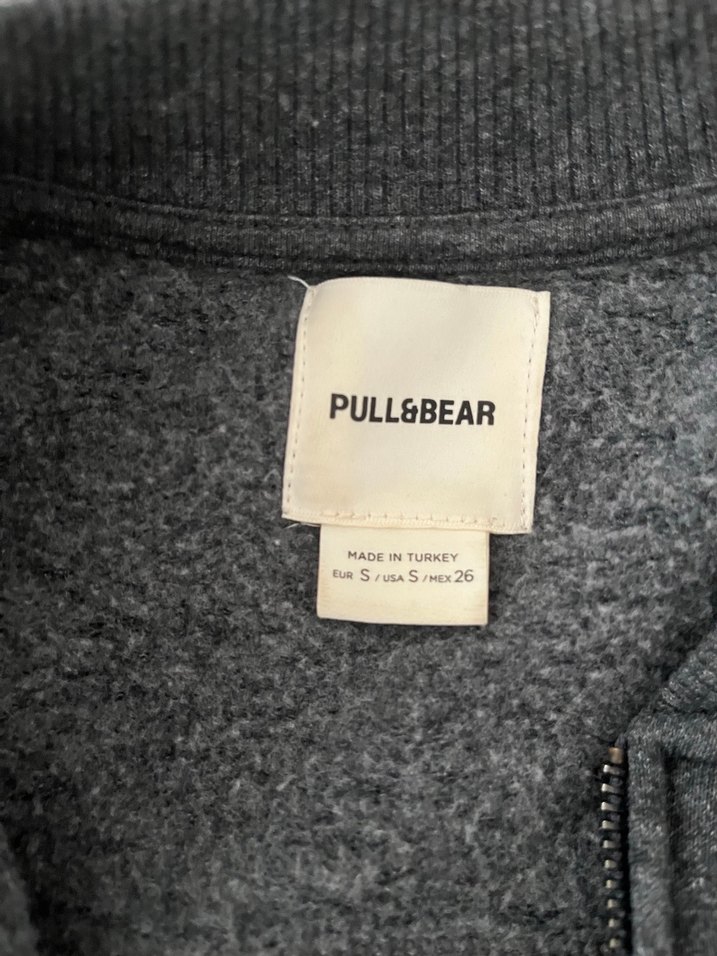 PULL&BEAR
MADE IN TURKEY
EUR S / USA S / MEX 26